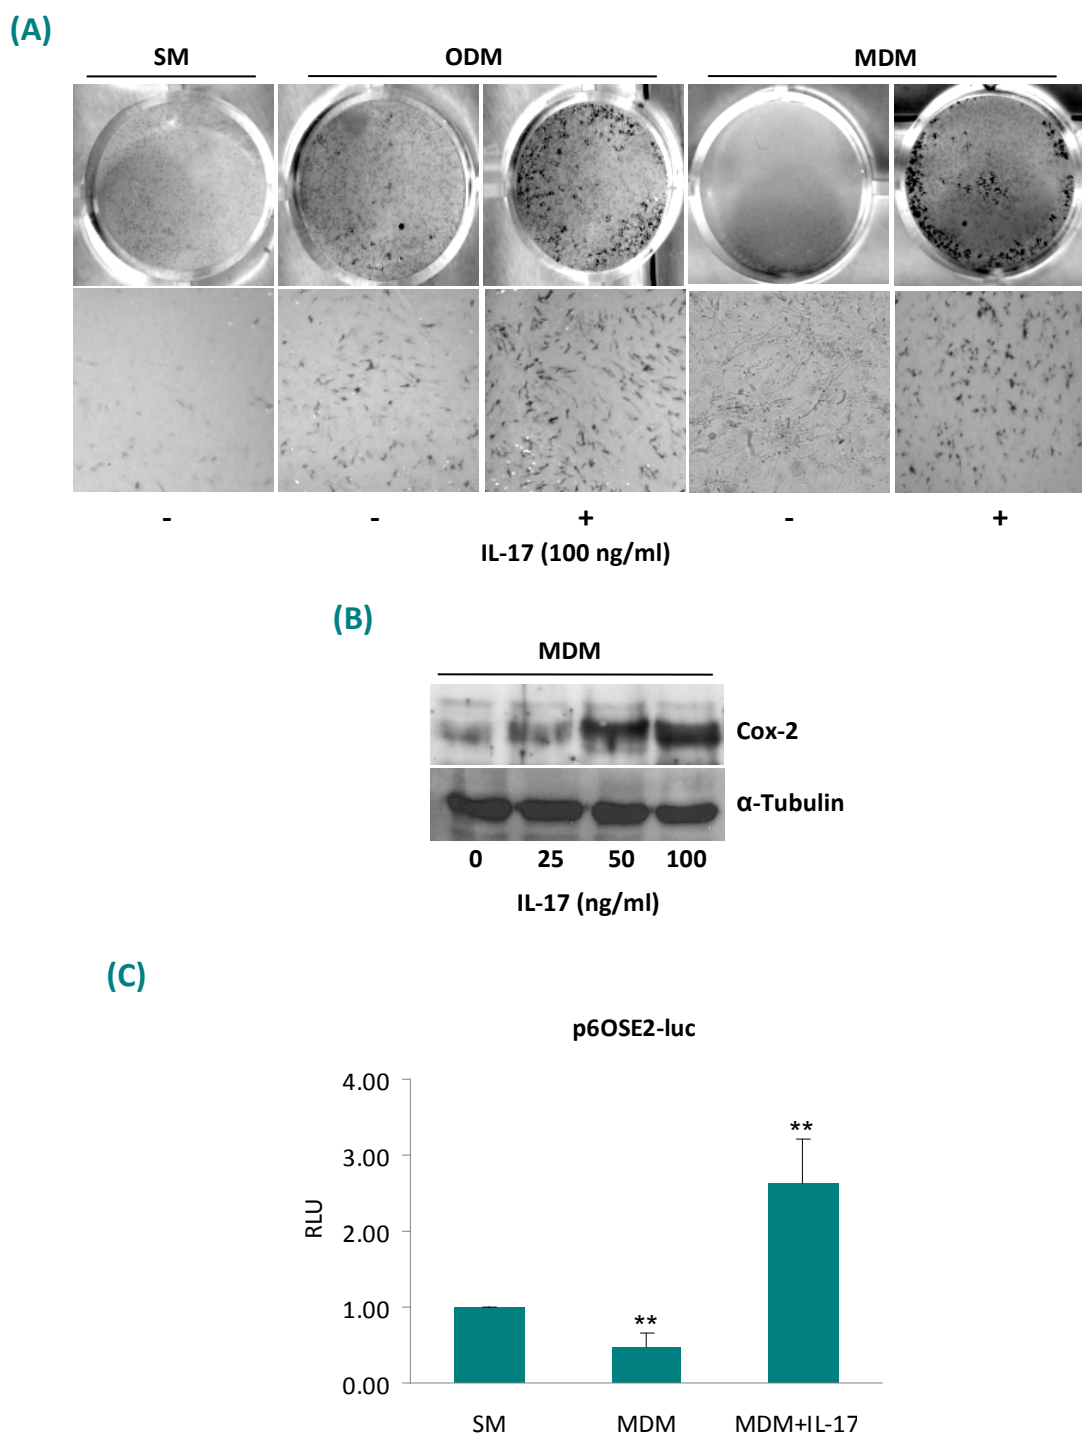 (A)
SM ODM MDM
- - + - +
IL-17 (100 ng/ml)
(B)
MDM
Cox-2
α-Tubulin
0 25 50 100
IL-17 (ng/ml)
(C)
p6OSE2-luc
4.00
**
3.00
RLU
2.00
1.00
**
0.00
SM MDM MDM+IL-17